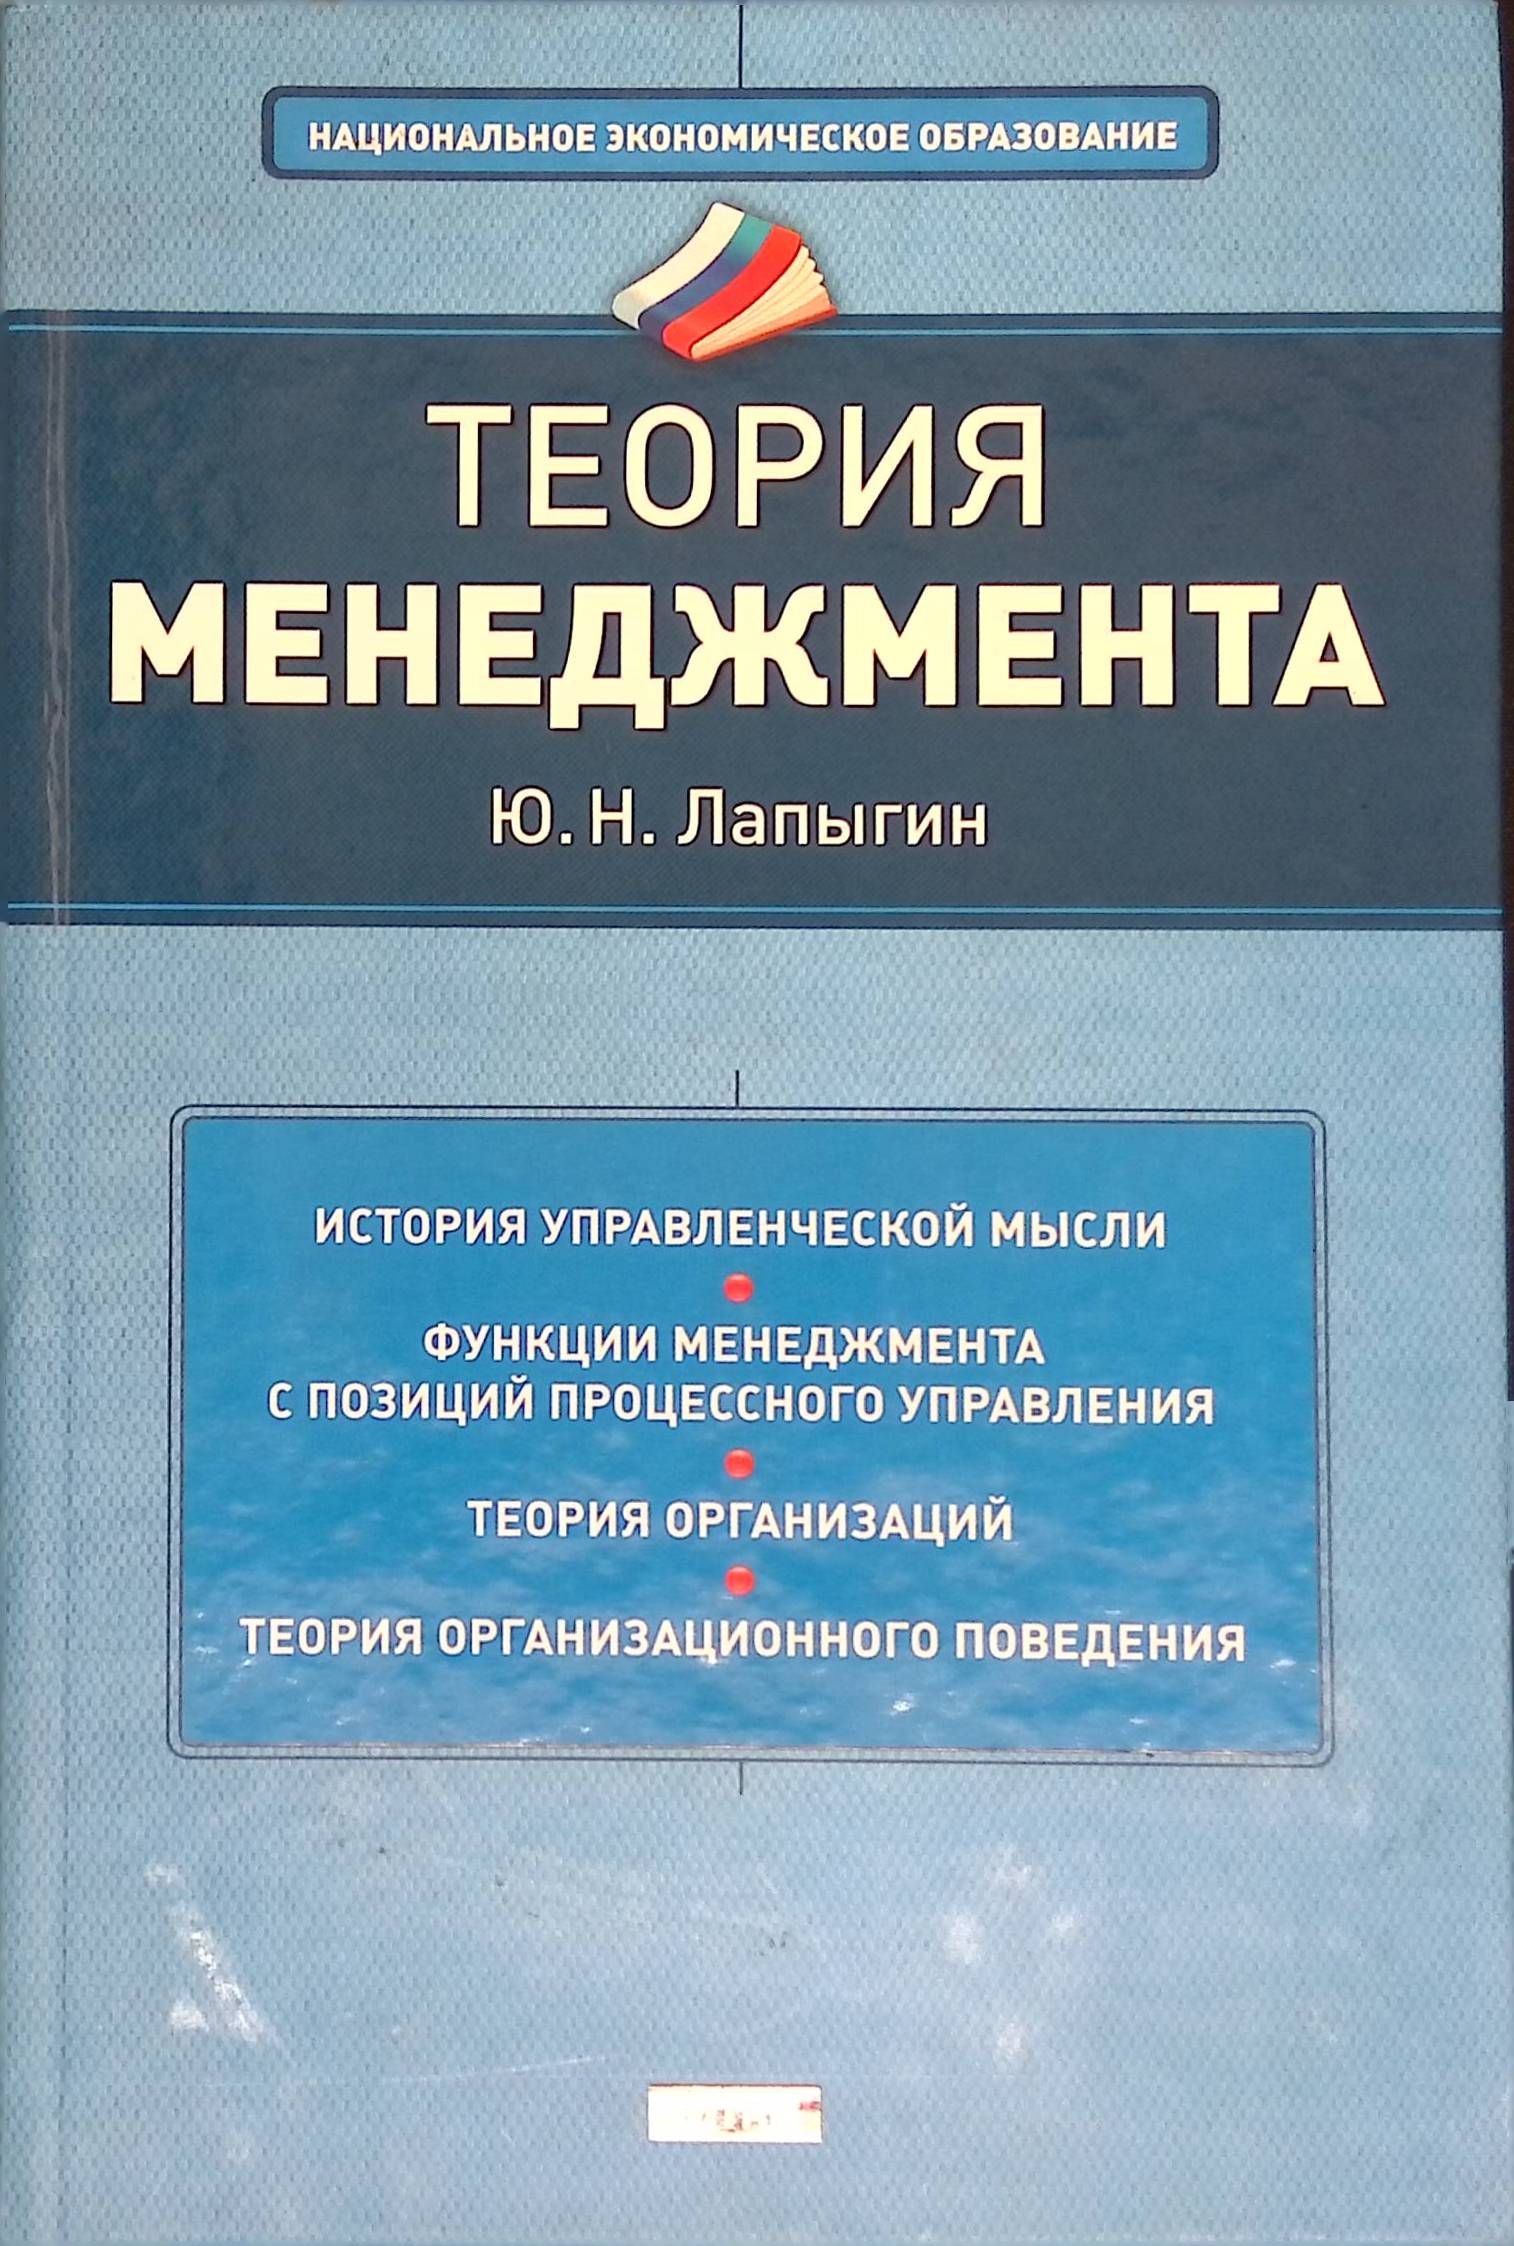 НАЦИОНАЛЬНОЕ ЭКОНОМИЧЕСКОЕ ОБРАЗОВАНИЕ
ТЕОРИЯ
МЕНЕДЖМЕНТА
Ю. Н. Лапыгин
ИСТОРИЯ УПРАВЛЕНЧЕСКОЙ МЫСЛИ
ФУНКЦИИ МЕНЕДЖМЕНТА
С ПОЗИЦИЙ ПРОЦЕССНОГО УПРАВЛЕНИЯ
ТЕОРИЯ ОРГАНИЗАЦИЙ
ТЕОРИЯ ОРГАНИЗАЦИОННОГО ПОВЕДЕНИЯ